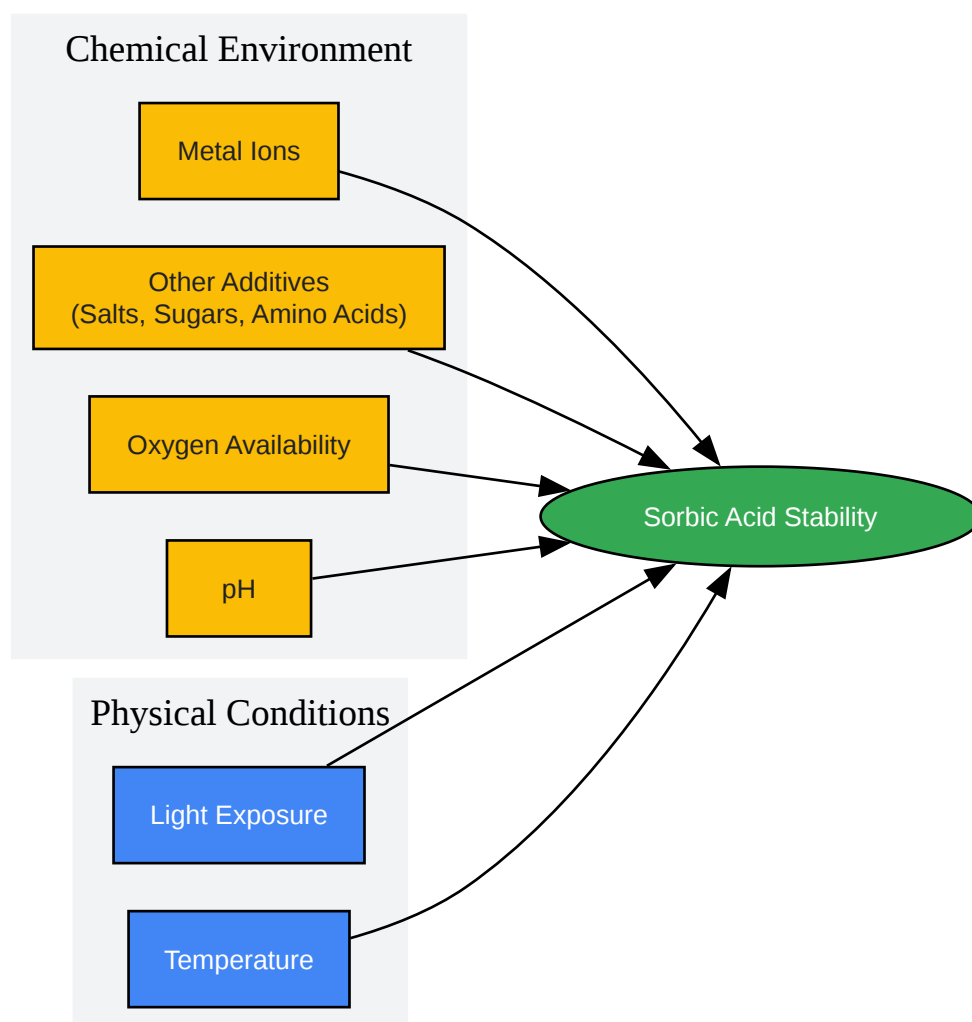 Chemical Environment
Metal Ions
Other Additives
(Salts, Sugars, Amino Acids)
Oxygen Availability
Sorbic Acid Stability
pH
Physical Conditions
Light Exposure
Temperature